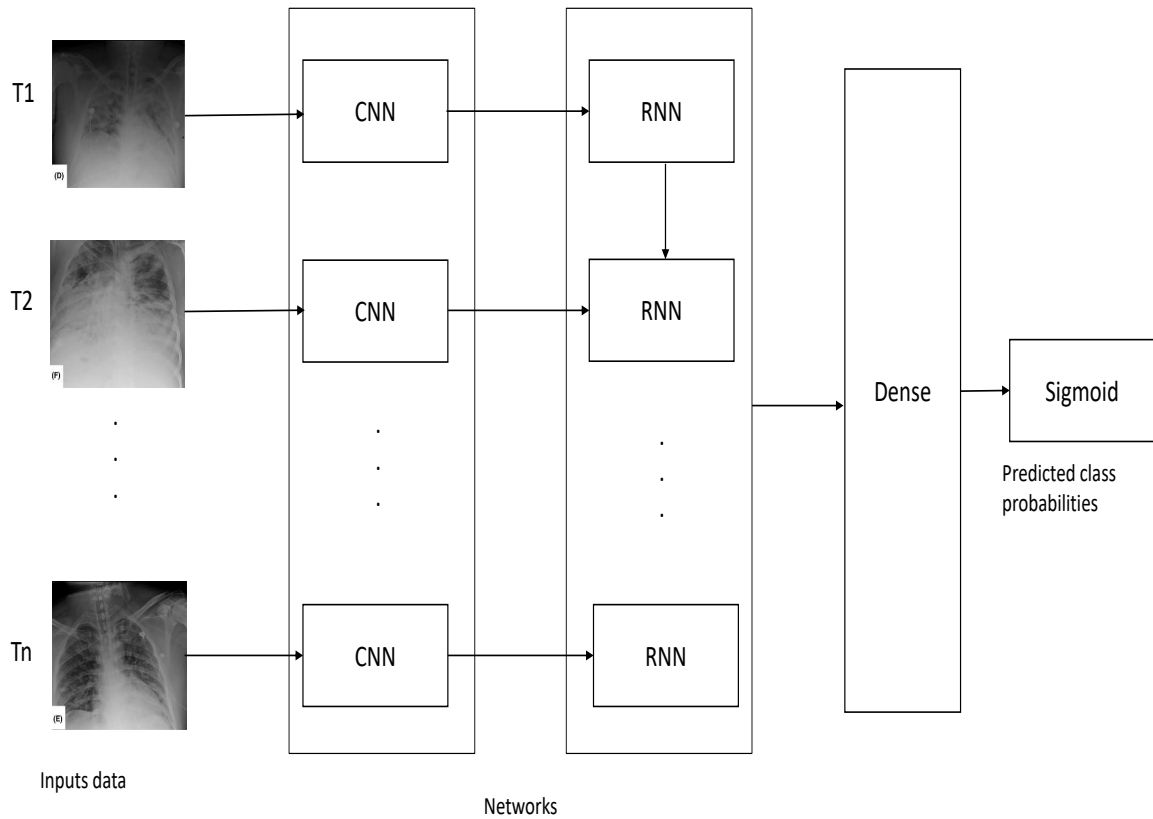 T1
(D)
CNN
RNN
T2
(F)
CNN
RNN
Dense
Sigmoid
Predicted class
probabilities
.
.
.
.
.
.
.
.
.
Tn
(E)
CNN
RNN
Inputs data
Networks